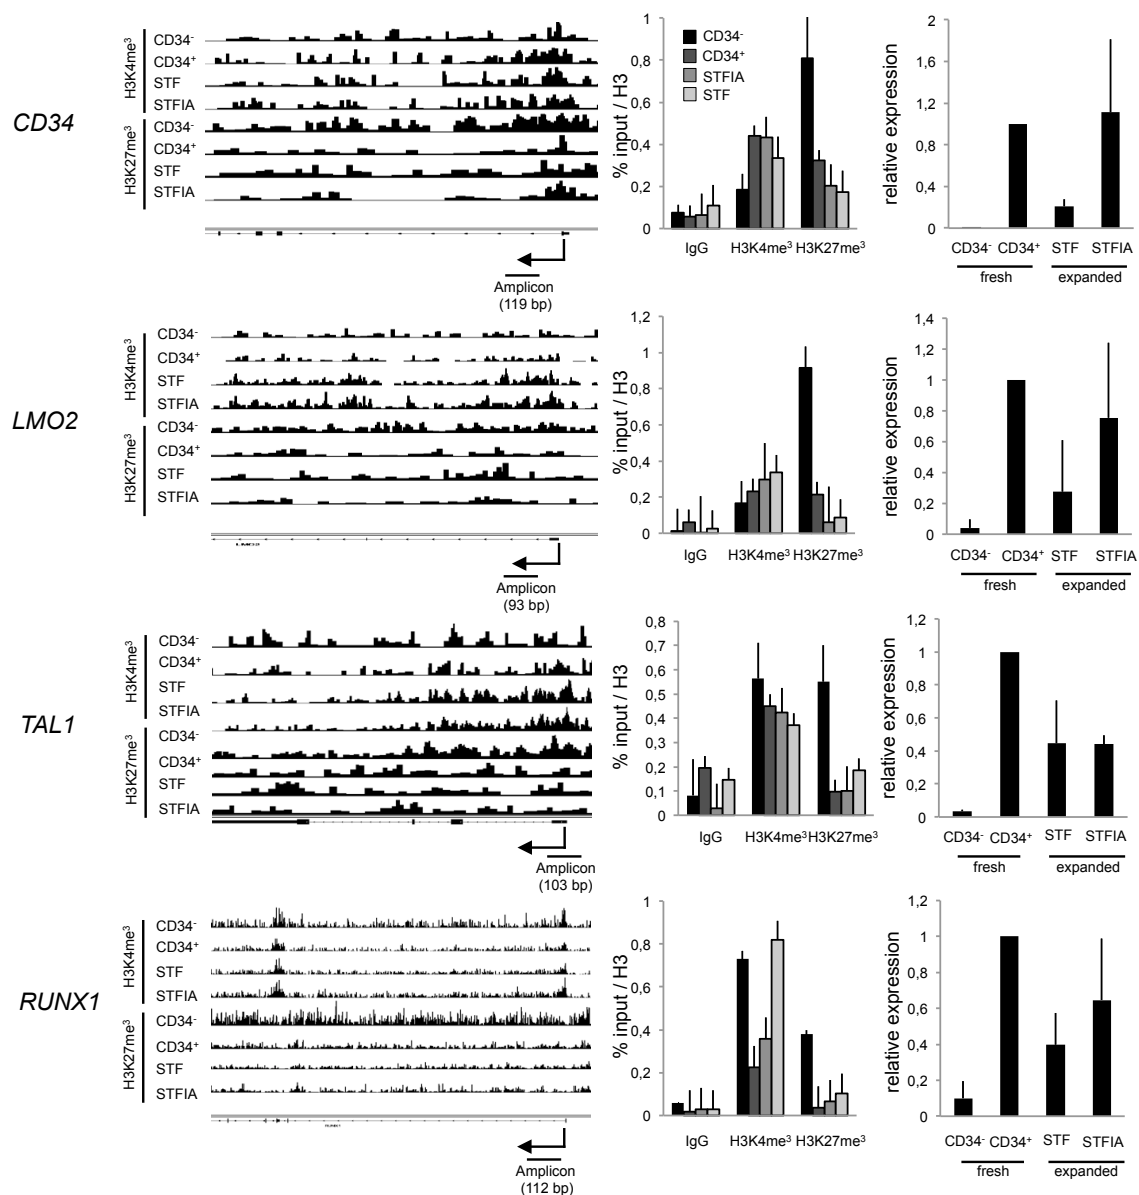 CD34
H3K4me³
CD34⁻
CD34⁺
STF
STFIA
H3K27me³
CD34⁻
CD34⁺
STF
STFIA
Amplicon
(119 bp)
% input / H3
1
0,8
0,6
0,4
0,2
0
CD34⁻
CD34⁺
STFIA
STF
IgG H3K4me³ H3K27me³
relative expression
2
1,6
1,2
0,8
0,4
0
CD34⁻ CD34⁺ STF STFIA
fresh expanded
LMO2
H3K4me³
CD34⁻
CD34⁺
STF
STFIA
H3K27me³
CD34⁻
CD34⁺
STF
STFIA
LMO2
Amplicon
(93 bp)
% input / H3
1,2
1
0,8
0,6
0,4
0,2
0
IgG H3K4me³ H3K27me³
relative expression
1,4
1,2
1
0,8
0,6
0,4
0,2
0
CD34⁻ CD34⁺ STF STFIA
fresh expanded
TAL1
H3K4me³
CD34⁻
CD34⁺
STF
STFIA
H3K27me³
CD34⁻
CD34⁺
STF
STFIA
Amplicon
(103 bp)
% input / H3
0,8
0,7
0,6
0,5
0,4
0,3
0,2
0,1
0
IgG H3K4me³H3K27me³
relative expression
1,2
1
0,8
0,6
0,4
0,2
0
CD34⁻ CD34⁺ STF STFIA
fresh expanded
RUNX1
H3K4me³
CD34⁻
CD34⁺
STF
STFIA
H3K27me³
CD34⁻
CD34⁺
STF
STFIA
Amplicon
(112 bp)
% input / H3
1
0,8
0,6
0,4
0,2
0
IgG H3K4me³ H3K27me³
relative expression
1,2
1
0,8
0,6
0,4
0,2
0
CD34⁻ CD34⁺ STF STFIA
fresh expanded